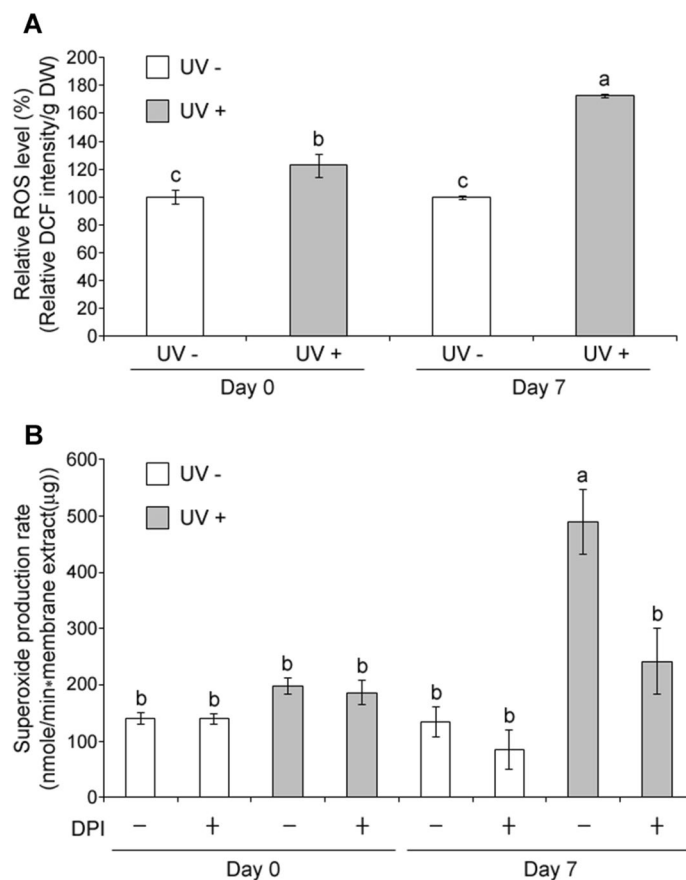 A
Relative ROS level (%)
(Relative DCF intensity/g DW)
200
180
160
140
120
100
80
60
40
20
0
UV -
UV +
c
b
c
a
UV - UV + UV - UV +
Day 0 Day 7
B
Superoxide production rate
(nmole/min*membrane extract(μg))
600
500
400
300
200
100
0
UV -
UV +
b b b b b b a b
DPI − + − + − + − +
Day 0 Day 7